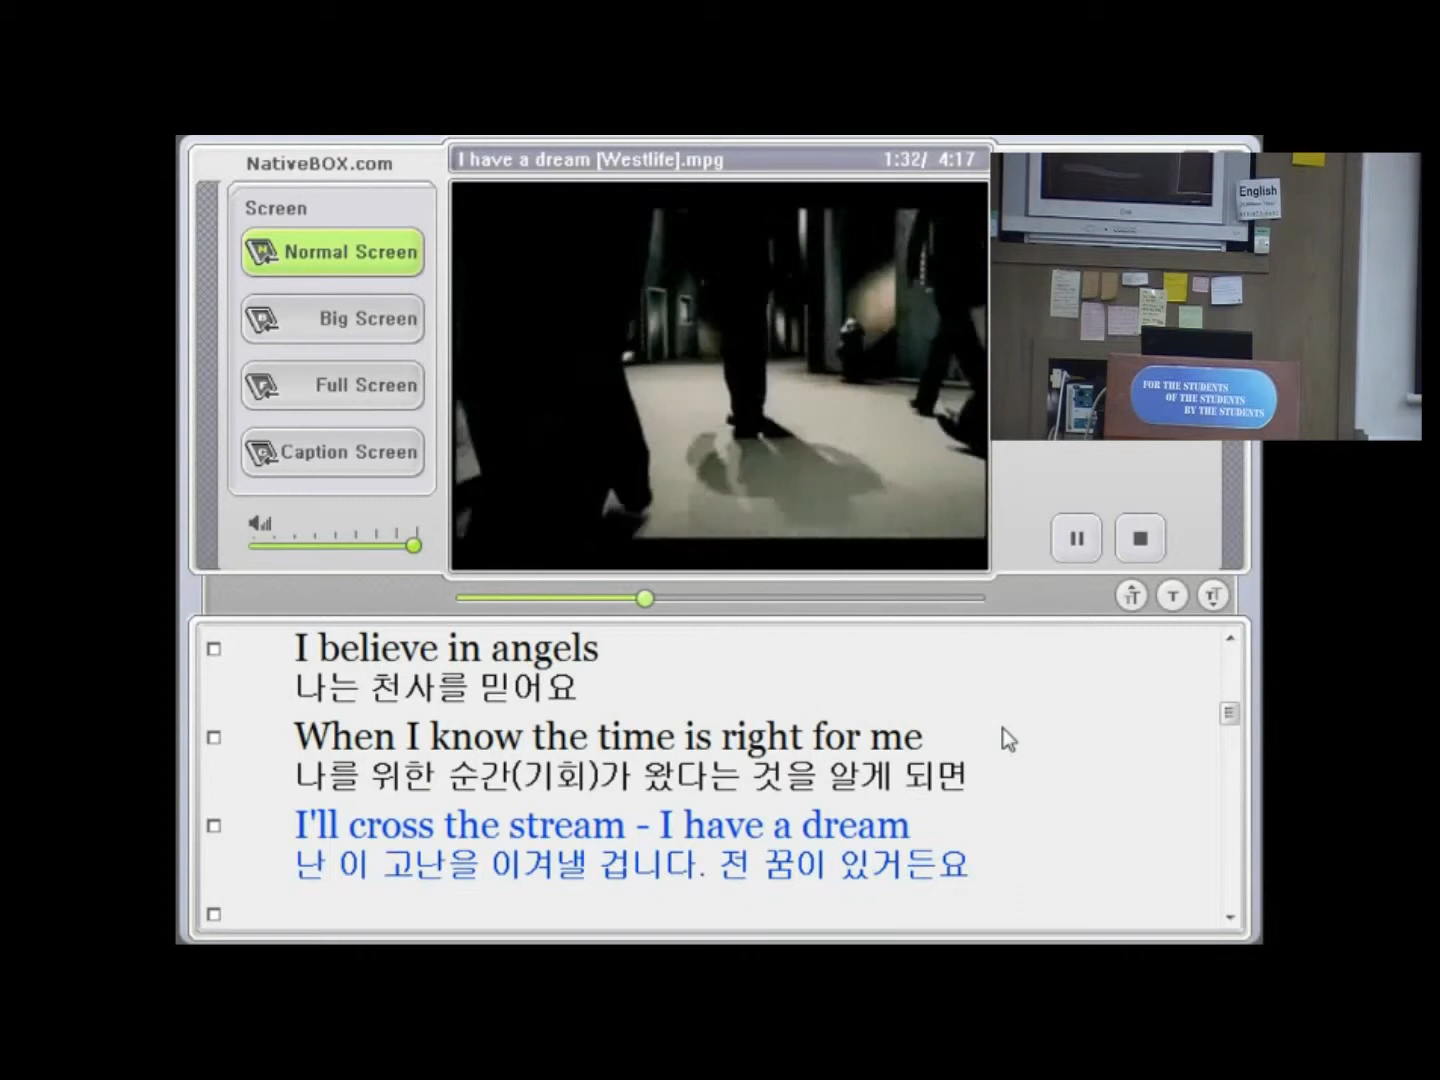 NativeBOX.com
I have a dream [Westlife].mpg
1:32/ 4:17
Screen
Normal Screen
Big Screen
Full Screen
Caption Screen
English
FOR THE STUDENTS
OF THE STUDENTS
BY THE STUDENTS
I believe in angels
나는 천사를 믿어요
When I know the time is right for me
나를 위한 순간(기회)가 왔다는 것을 알게 되면
I'll cross the stream - I have a dream
난 이 고난을 이겨낼 겁니다. 전 꿈이 있거든요